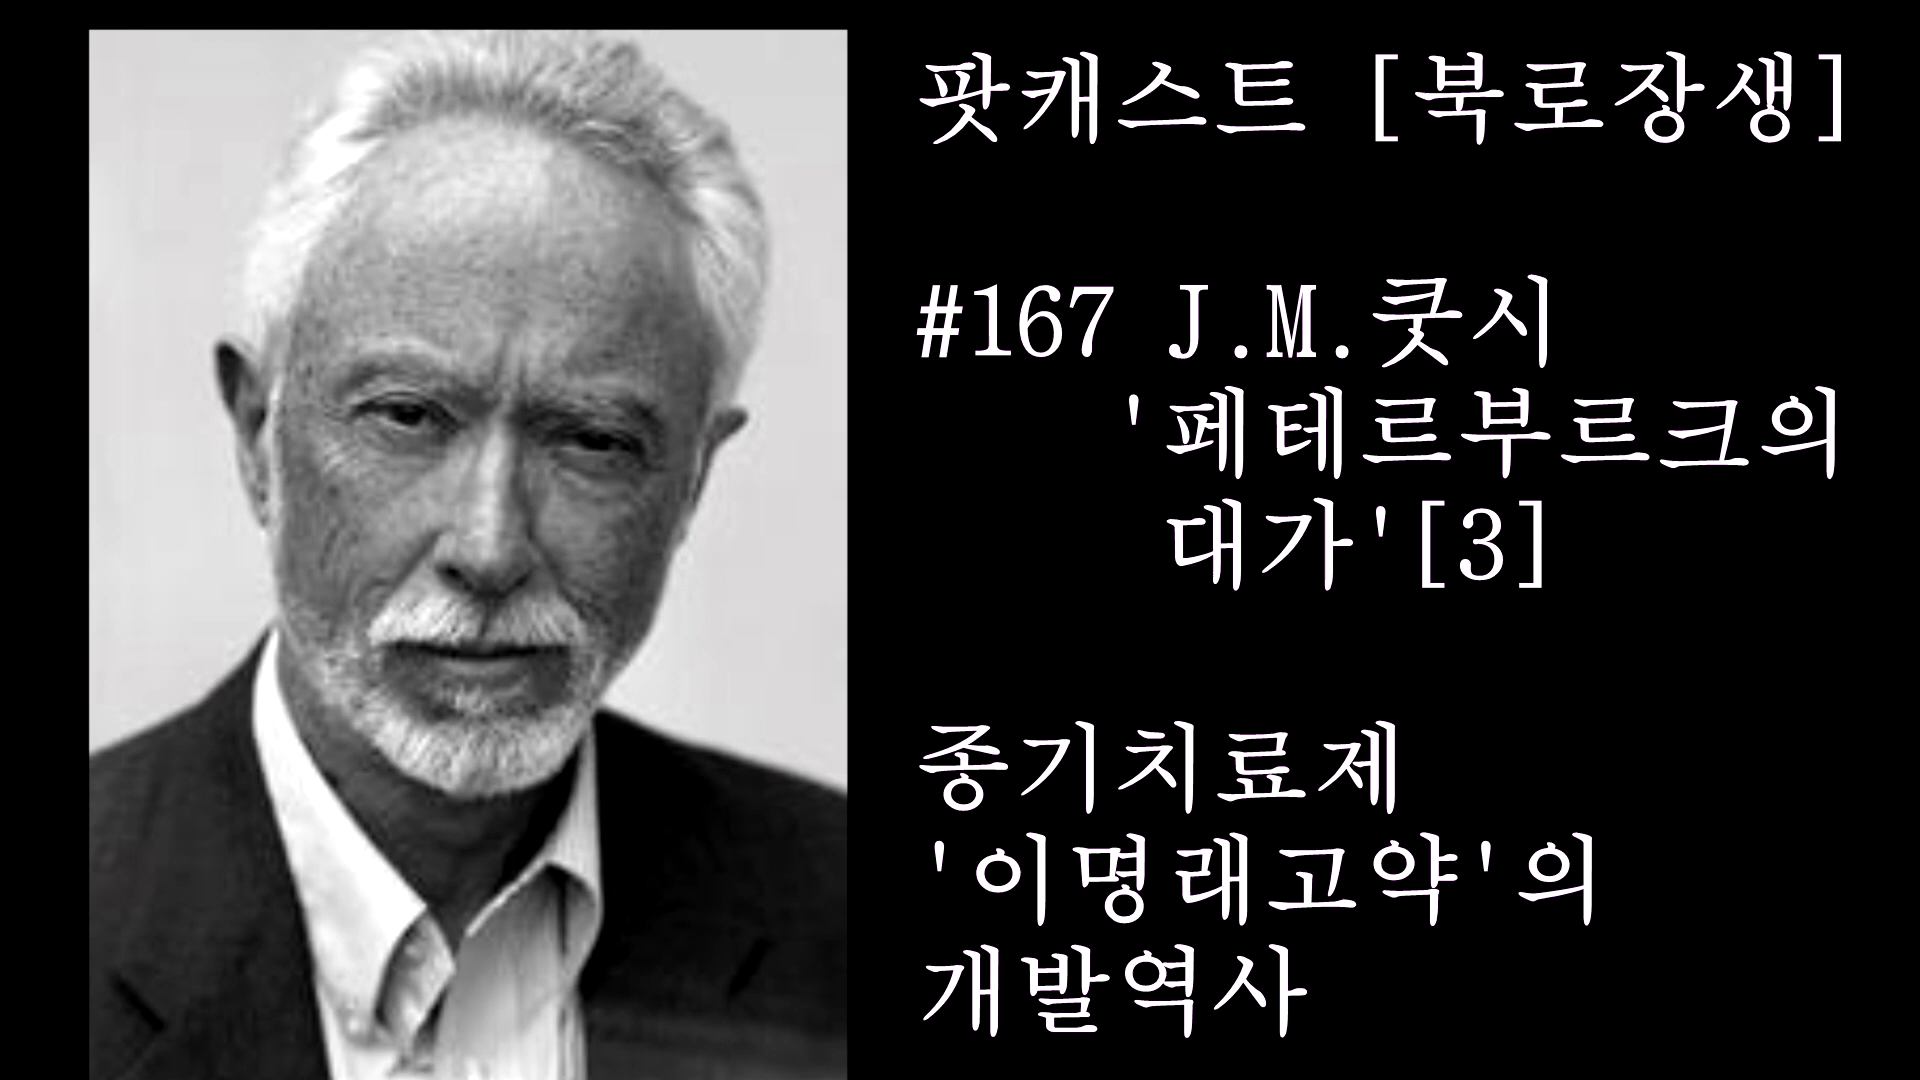 팟캐스트 [북로장생]
#167 J.M.쿳시
'페테르부르크의
대가'[3]
종기치료제
'이명래고약'의
개발역사